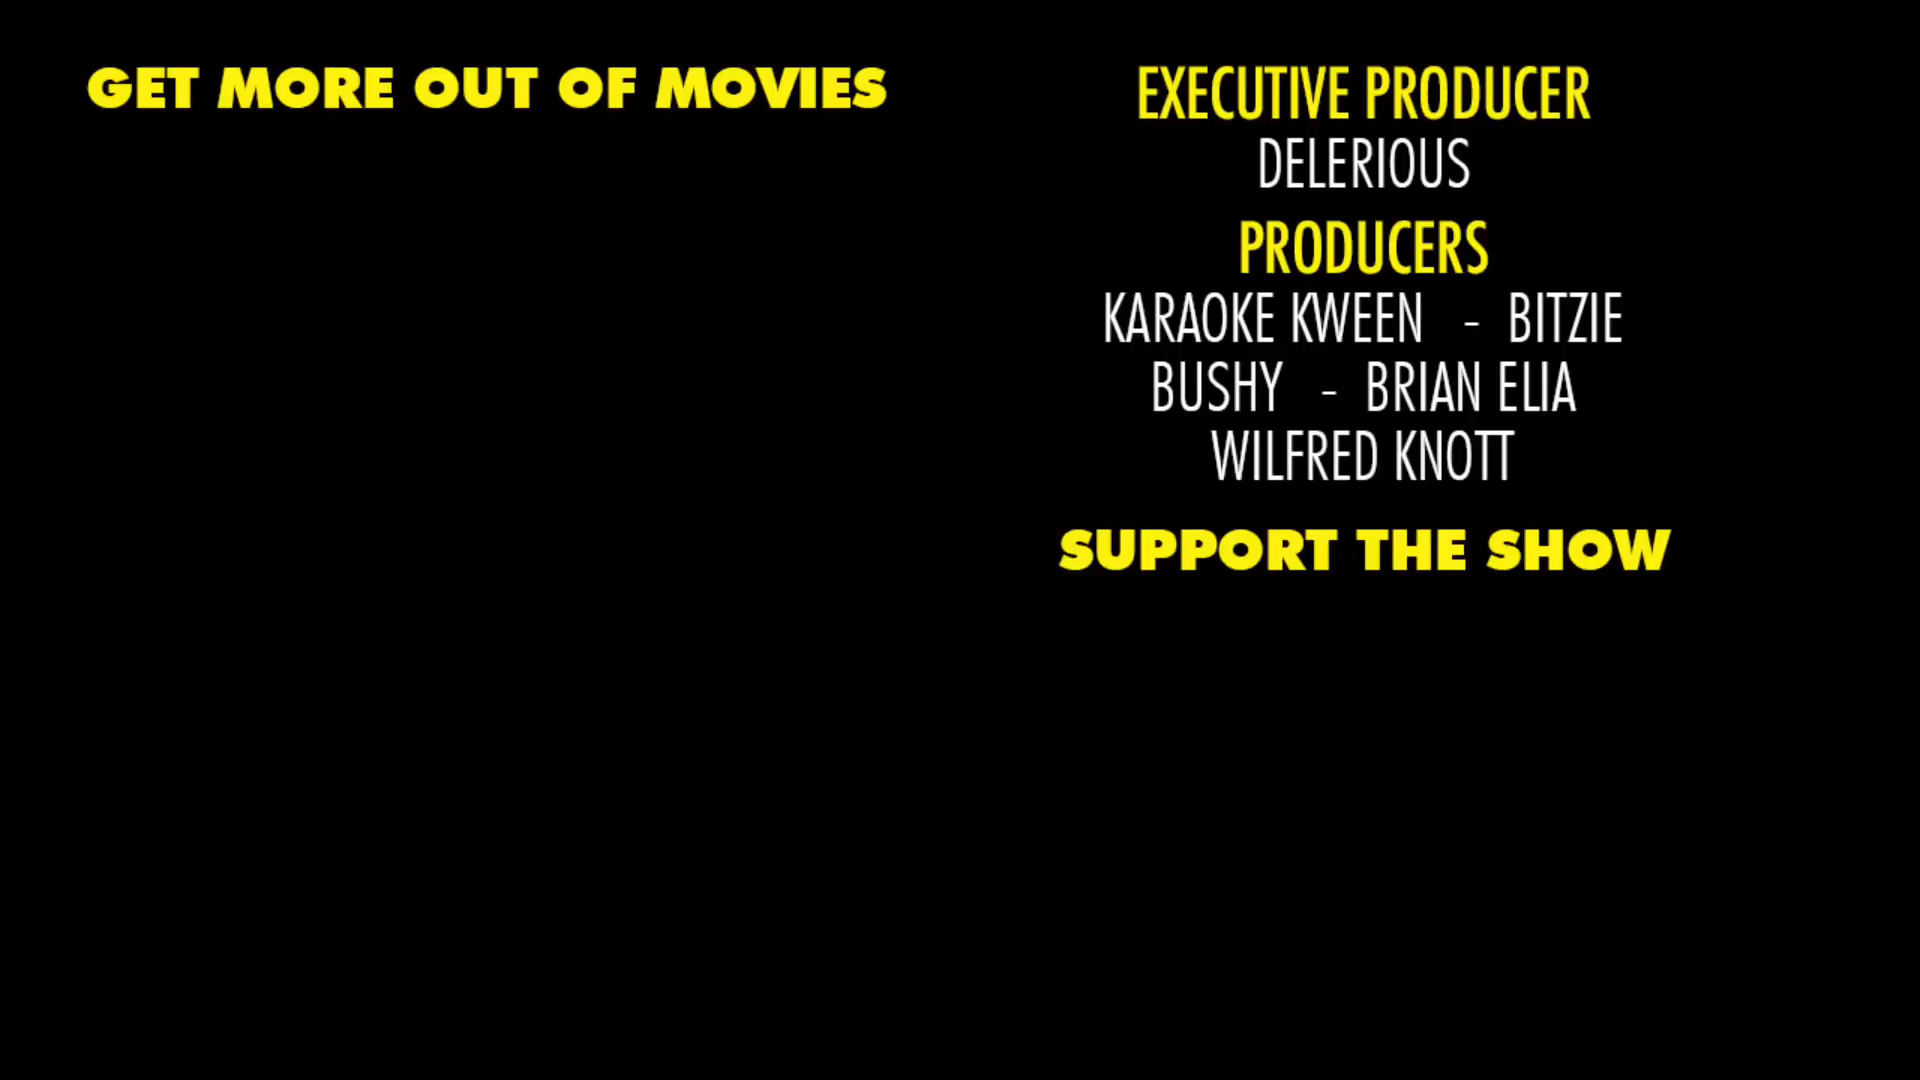 GET MORE OUT OF MOVIES
EXECUTIVE PRODUCER
DELERIOUS
PRODUCERS
KARAOKE KWEEN - BITZIE
BUSHY - BRIAN ELIA
WILFRED KNOTT
SUPPORT THE SHOW